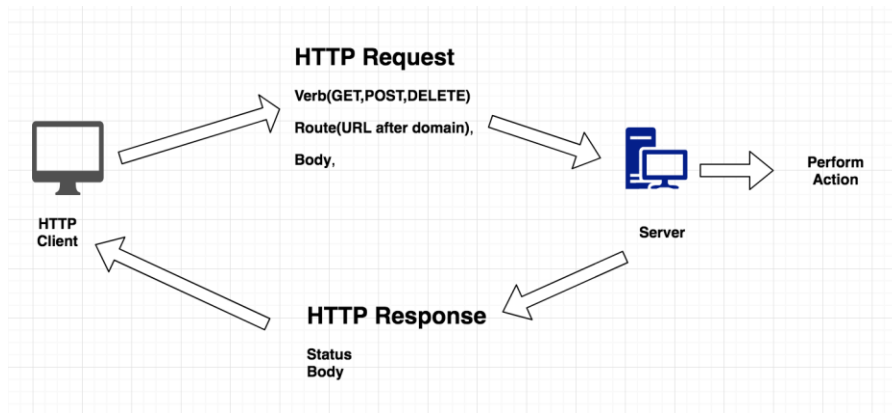 HTTP Request
Verb(GET,POST,DELETE)
Route(URL after domain),
Body,
HTTP
Client
Server
Perform
Action
HTTP Response
Status
Body